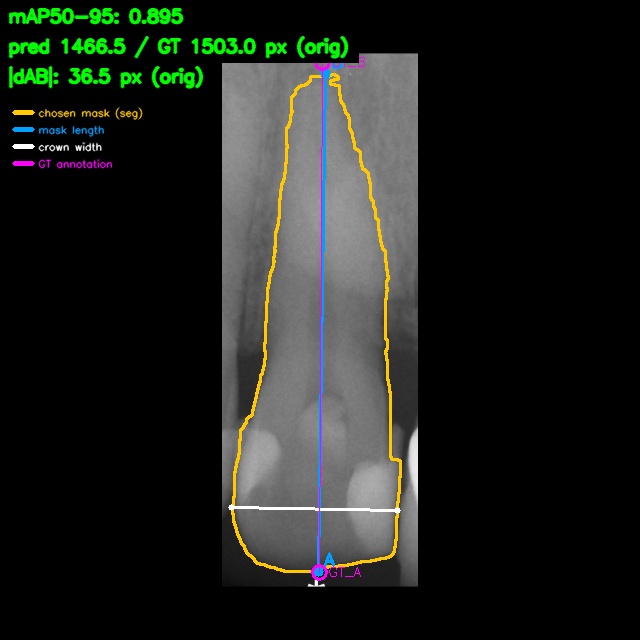 mAP50-95: 0.895
pred 1466.5 / GT 1503.0 px (orig)
|dAB|: 36.5 px (orig)
chosen mask (seg)
mask length
crown width
GT annotation
A
GT_A